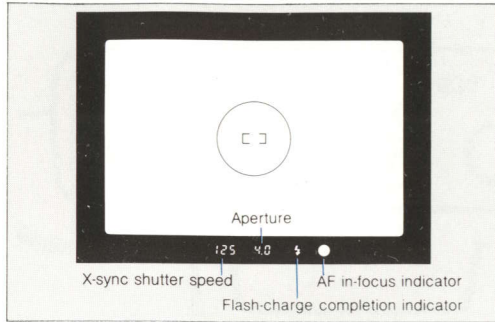 Aperture
125 4.0
X-sync shutter speed
AF in-focus indicator
Flash-charge completion indicator